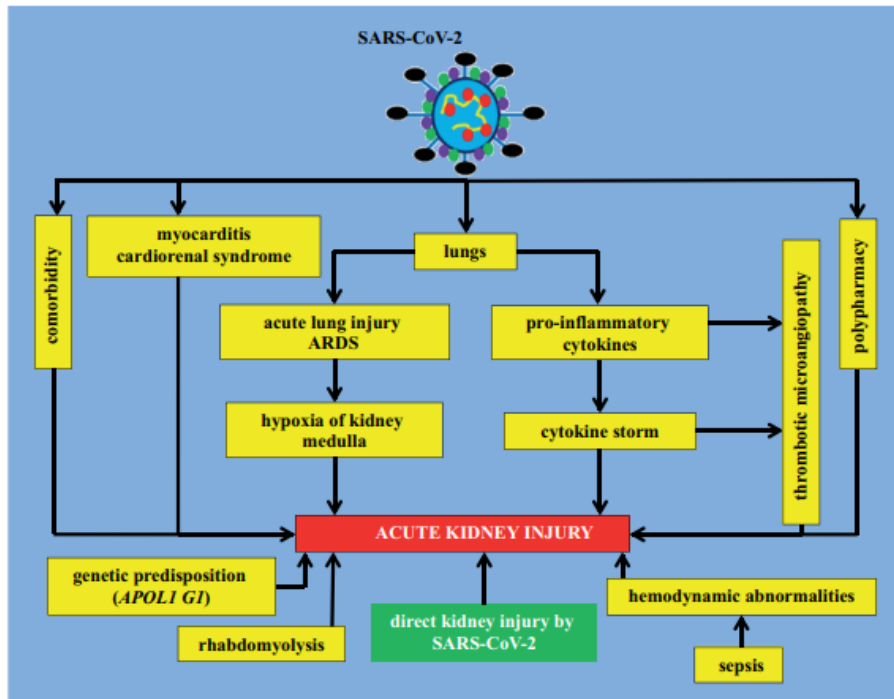 SARS-CoV-2
comorbidity
myocarditis
cardiorenal syndrome
lungs
thrombotic microangiopathy
polypharmacy
acute lung injury
ARDS
pro-inflammatory
cytokines
hypoxia of kidney
medulla
cytokine storm
ACUTE KIDNEY INJURY
genetic predisposition
(APOL1 G1)
rhabdomyolysis
direct kidney injury by
SARS-CoV-2
hemodynamic abnormalities
sepsis